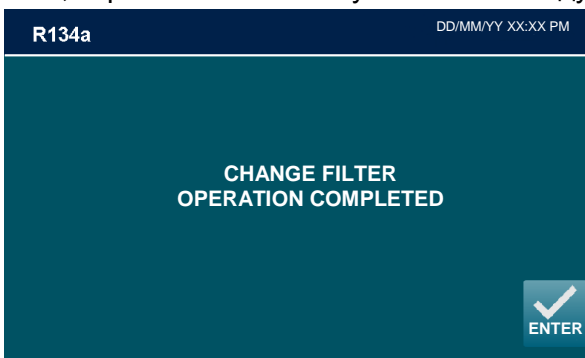 R134a
DD/MM/YY XX:XX PM
CHANGE FILTER
OPERATION COMPLETED
ENTER